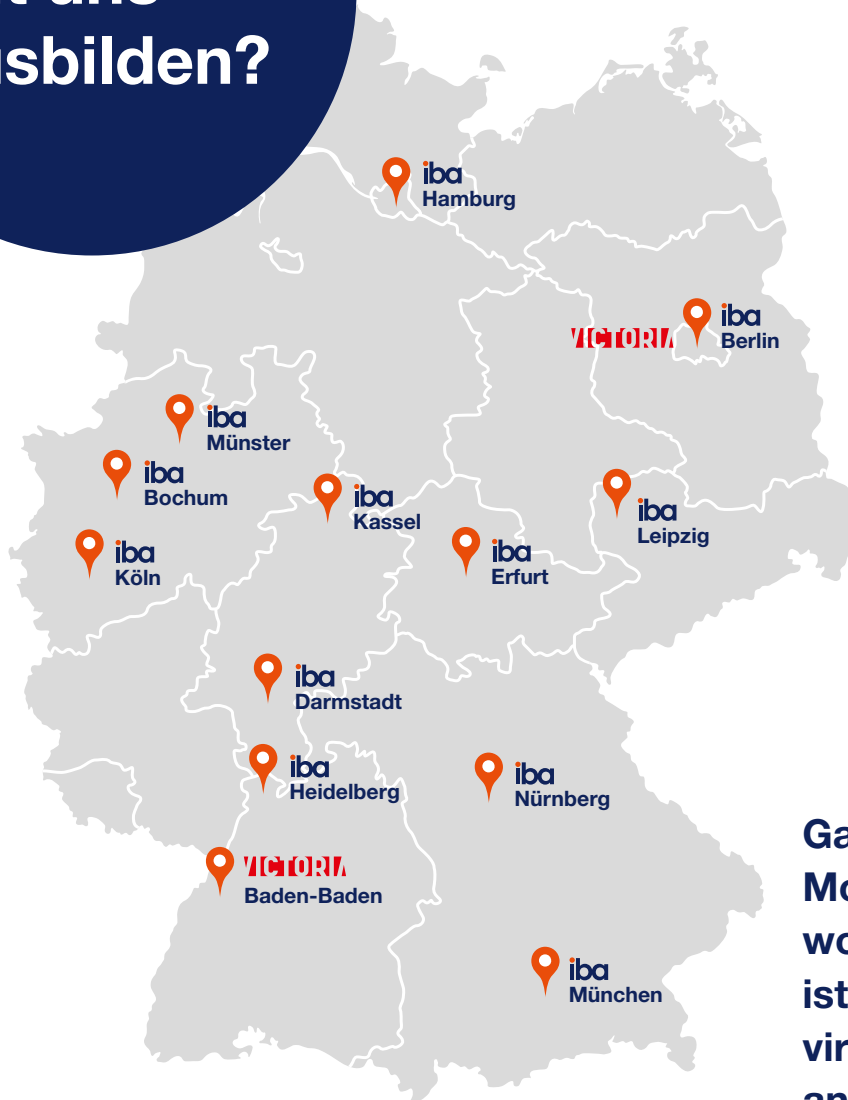 sbilden?
iba
Hamburg
VICTORIA
iba
Berlin
iba
Münster
iba
Bochum
iba
Kassel
iba
Leipzig
iba
Köln
iba
Erfurt
iba
Darmstadt
iba
Heidelberg
iba
Nürnberg
Ga
Mo
wo
VICTORIA
Baden-Baden
iba
München
ist
vir